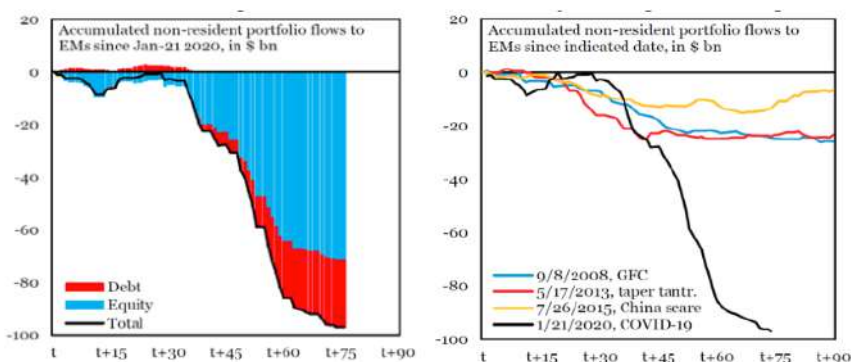 Accumulated non-resident portfolio flows to
EMs since Jan-21 2020, in $ bn
20
0
-20
-40
-60
-80
-100
Debt
Equity
Total
t
t+15
t+30
t+45
t+60
t+75
t+90
Accumulated non-resident portfolio flows to
EMs since indicated date, in $ bn
20
0
-20
-40
-60
-80
-100
9/8/2008, GFC
5/17/2013, taper tantr.
7/26/2015, China scare
1/21/2020, COVID-19
t
t+15
t+30
t+45
t+60
t+75
t+90